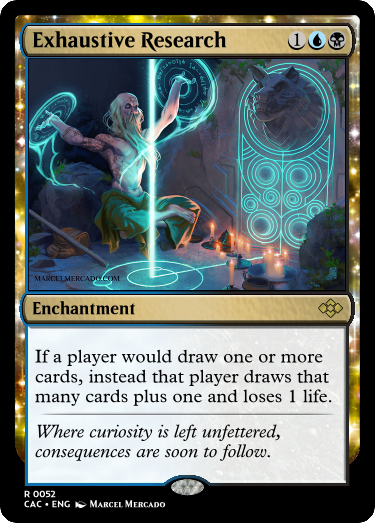 Exhaustive Research 1
MARCELMERCADO.COM
Enchantment
If a player would draw one or more
cards, instead that player draws that
many cards plus one and loses 1 life.
Where curiosity is left unfettered,
consequences are soon to follow.
R 0052
CAC • ENG Marcel Mercado